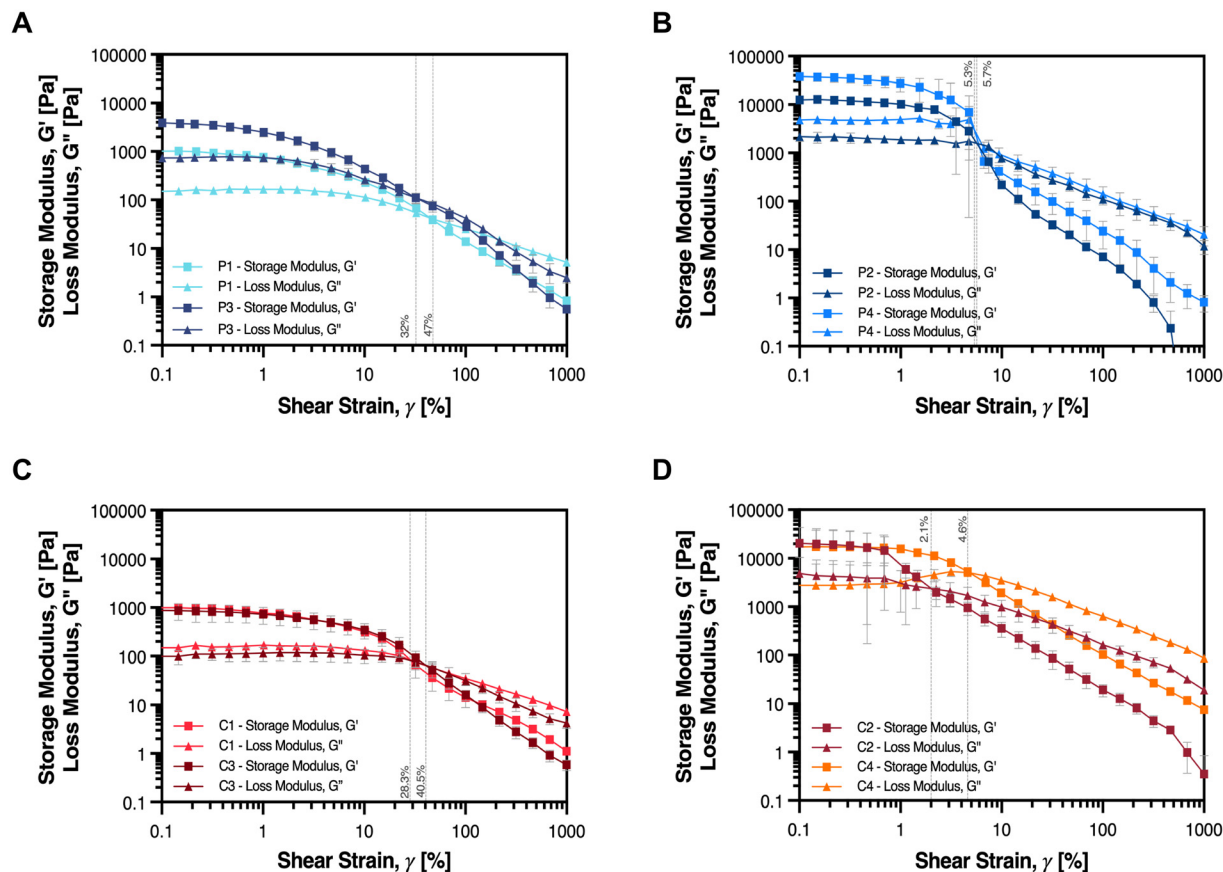 A
Storage Modulus, G' [Pa]
Loss Modulus, G" [Pa]
100000
10000
1000
100
10
1
0.1
P1 - Storage Modulus, G'
P1 - Loss Modulus, G"
P3 - Storage Modulus, G'
P3 - Loss Modulus, G"
32%
47%
0.1
1
10
100
1000
Shear Strain, γ [%]
B
Storage Modulus, G' [Pa]
Loss Modulus, G" [Pa]
100000
10000
1000
100
10
1
0.1
5.3%
5.7%
P2 - Storage Modulus, G'
P2 - Loss Modulus, G"
P4 - Storage Modulus, G'
P4 - Loss Modulus, G"
0.1
1
10
100
1000
Shear Strain, γ [%]
C
Storage Modulus, G' [Pa]
Loss Modulus, G" [Pa]
100000
10000
1000
100
10
1
0.1
C1 - Storage Modulus, G'
C1 - Loss Modulus, G"
C3 - Storage Modulus, G'
C3 - Loss Modulus, G"
28.3%
40.5%
0.1
1
10
100
1000
Shear Strain, γ [%]
D
Storage Modulus, G' [Pa]
Loss Modulus, G" [Pa]
100000
10000
1000
100
10
1
0.1
2.1%
4.6%
C2 - Storage Modulus, G'
C2 - Loss Modulus, G"
C4 - Storage Modulus, G'
C4 - Loss Modulus, G"
0.1
1
10
100
1000
Shear Strain, γ [%]